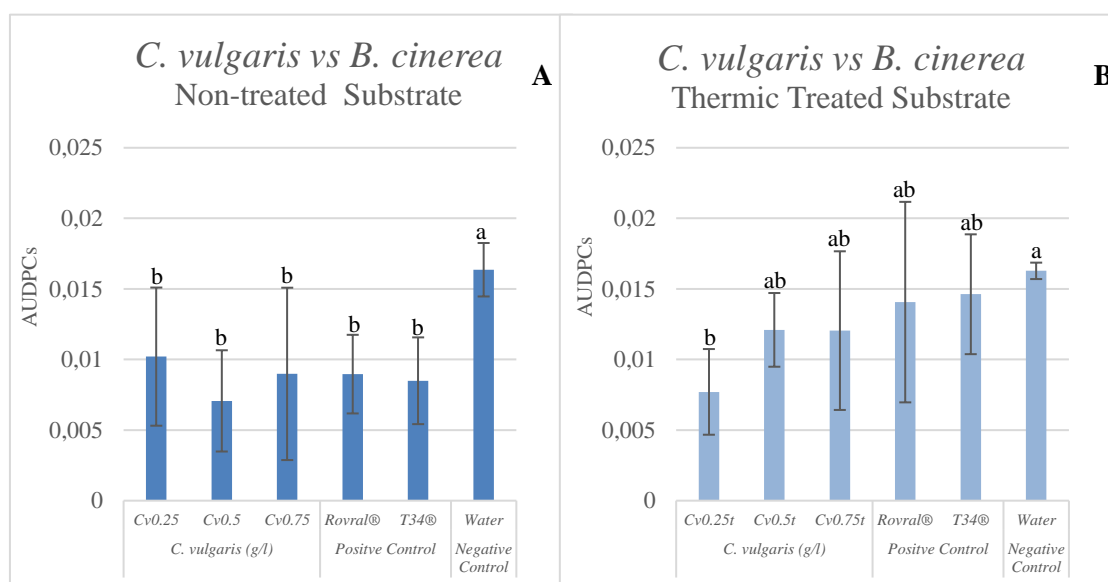 C. vulgaris vs B. cinerea
Non-treated Substrate
A
0,025
0,02
0,015
0,01
0,005
0
AUDPCs
b
b
b
b
b
a
Cv0.25 Cv0.5 Cv0.75 Rovral® T34® Water
C. vulgaris (g/l) Positve Control Negative
Control
C. vulgaris vs B. cinerea
Thermic Treated Substrate
B
0,025
0,02
0,015
0,01
0,005
0
AUDPCs
b
ab
ab
ab
ab
a
Cv0.25t Cv0.5t Cv0.75t Rovral® T34® Water
C. vulgaris (g/l) Positve Control Negative
Control